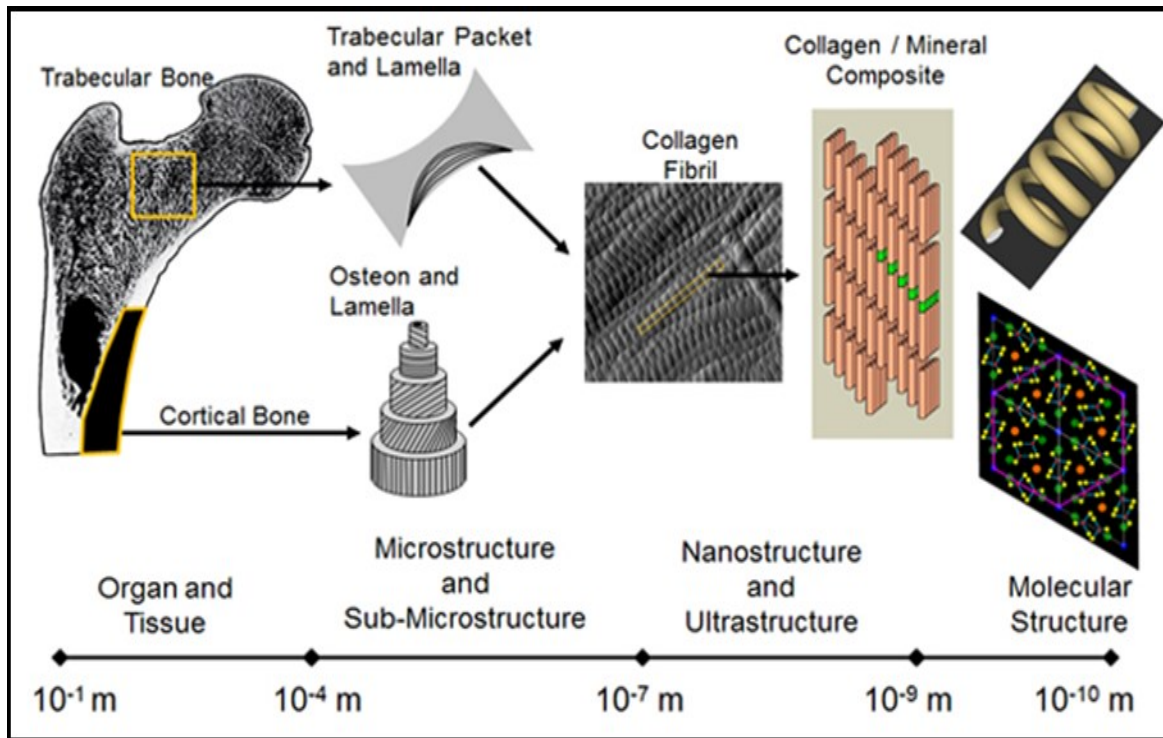 Trabecular Bone
Trabecular Packet
and Lamella
Collagen / Mineral
Composite
Collagen
Fibril
Osteon and
Lamella
Cortical Bone
Organ and
Tissue
Microstructure
and
Sub-Microstructure
Nanostructure
and
Ultrastructure
Molecular
Structure
10⁻¹ m
10⁻⁴ m
10⁻⁷ m
10⁻⁹ m
10⁻¹⁰ m